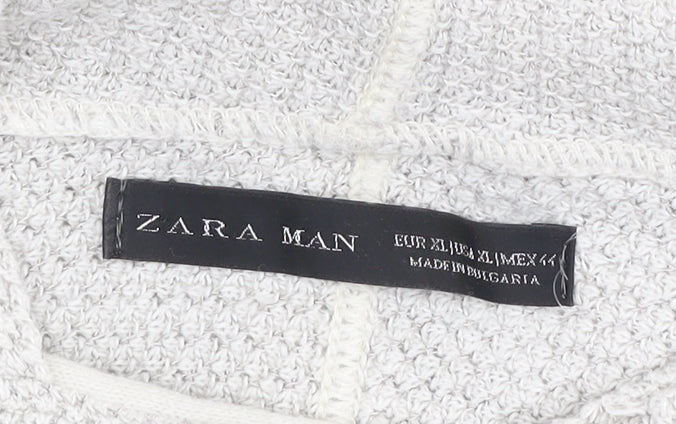 ZARA MAN
EUR XL|USA XL|MEX 44
MADE IN BULGARIA